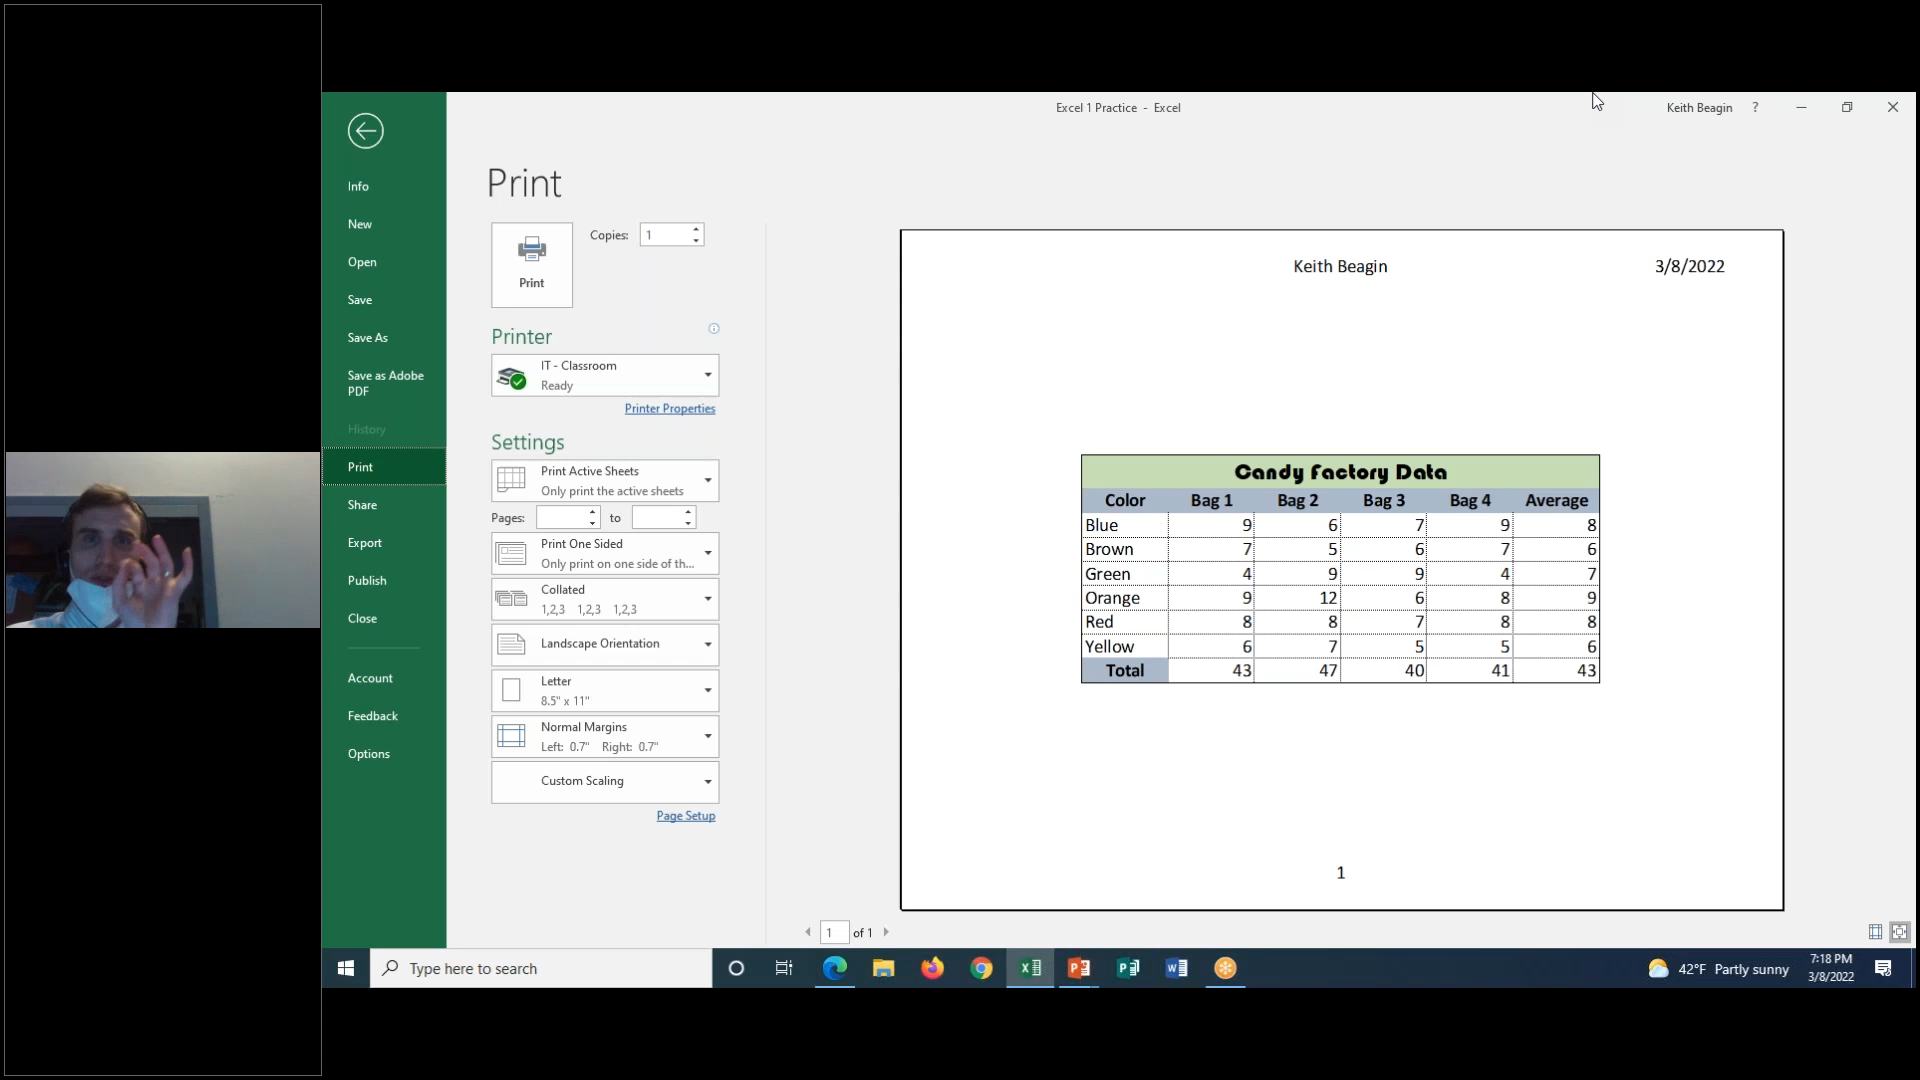 Excel 1 Practice - Excel
Keith Beagin ?
Info
New
Open
Save
Save As
Save as Adobe
PDF
History
Print
Share
Export
Publish
Close
Account
Feedback
Options
Print
Print
Copies: 1
Printer
IT - Classroom
Ready
Printer Properties
Settings
Print Active Sheets
Only print the active sheets
Pages: to
Print One Sided
Only print on one side of th...
Collated
1,2,3 1,2,3 1,2,3
Landscape Orientation
Letter
8.5" x 11"
Normal Margins
Left: 0.7" Right: 0.7"
Custom Scaling
Page Setup
Keith Beagin 3/8/2022
Candy Factory Data
Color Bag 1 Bag 2 Bag 3 Bag 4 Average
Blue 9 6 7 9 8
Brown 7 5 6 7 6
Green 4 9 9 4 7
Orange 9 12 6 8 9
Red 8 8 7 8 8
Yellow 6 7 5 5 6
Total 43 47 40 41 43
1
1 of 1
Type here to search
42°F Partly sunny
7:18 PM
3/8/2022